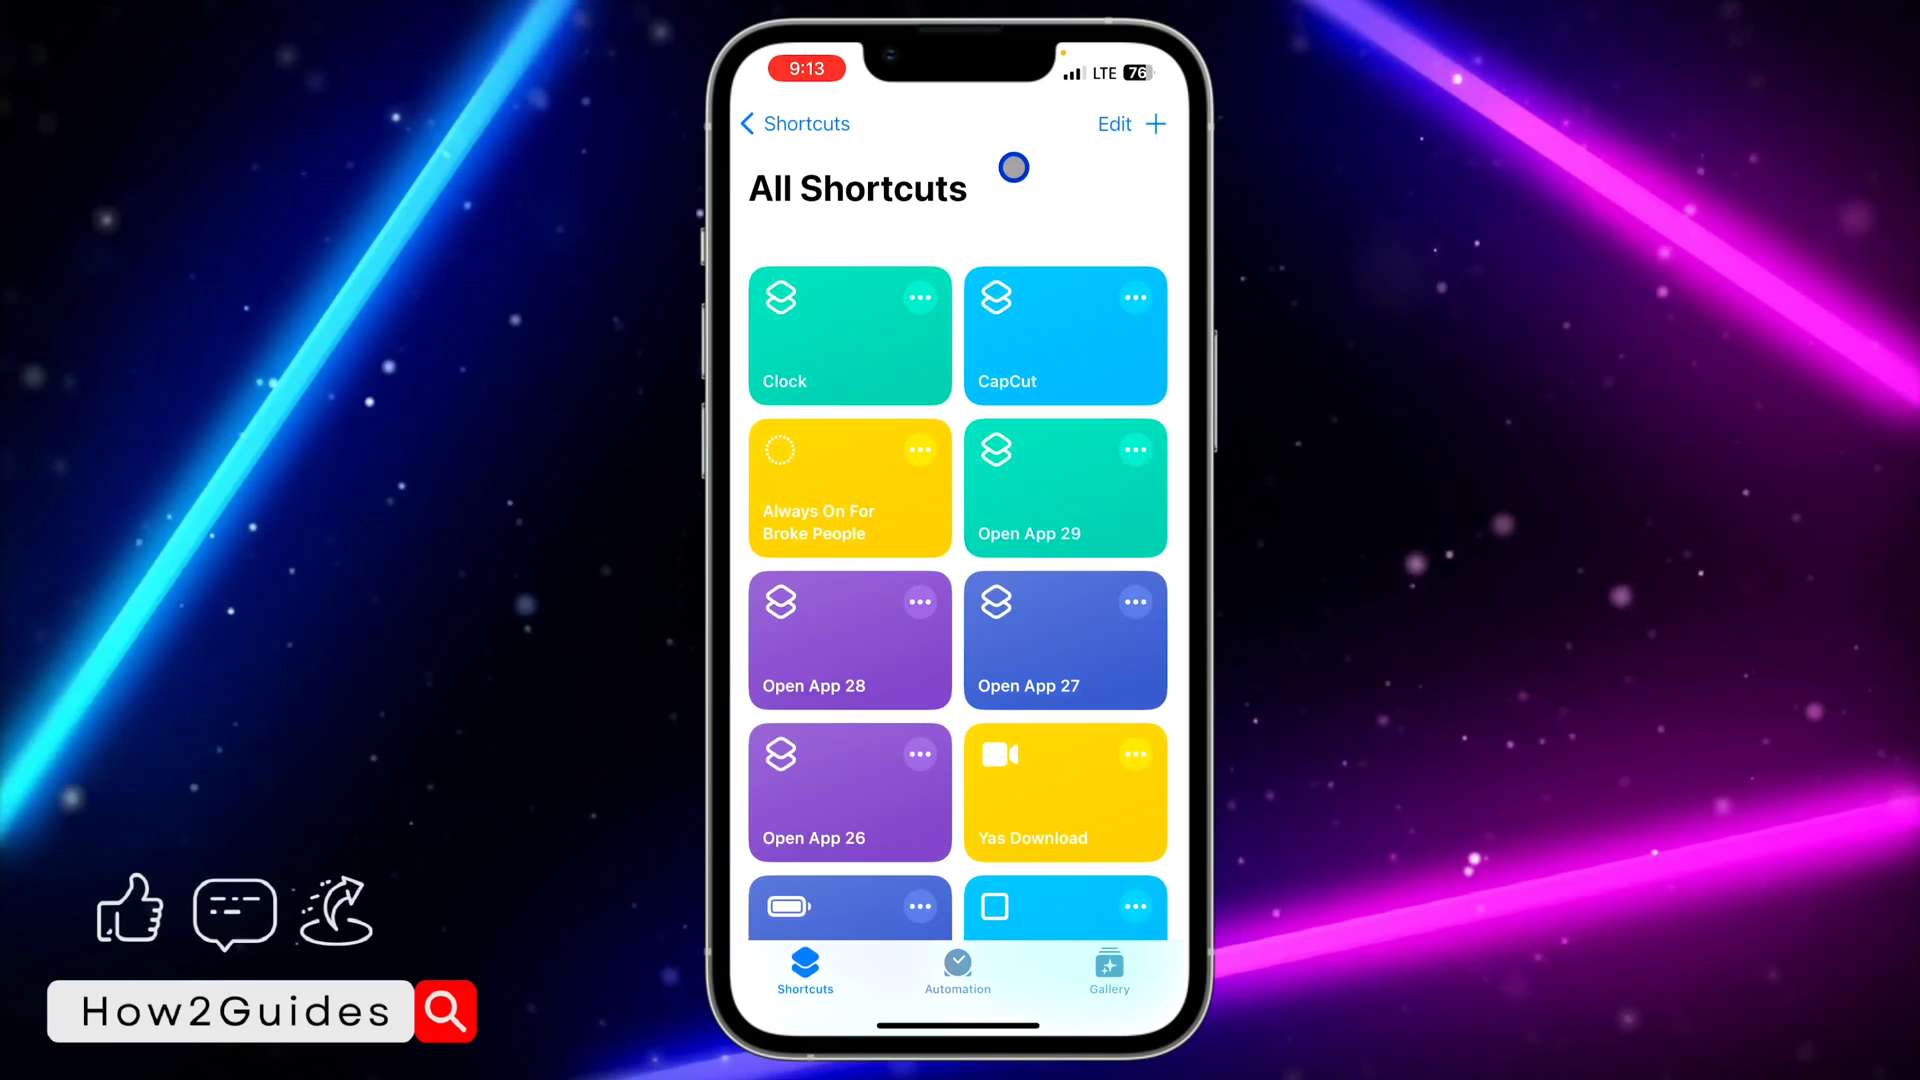 9:13
LTE 76
Shortcuts
Edit
All Shortcuts
Clock
CapCut
Always On For
Broke People
Open App 29
Open App 28
Open App 27
Open App 26
Yas Download
Shortcuts
Automation
Gallery
How2Guides